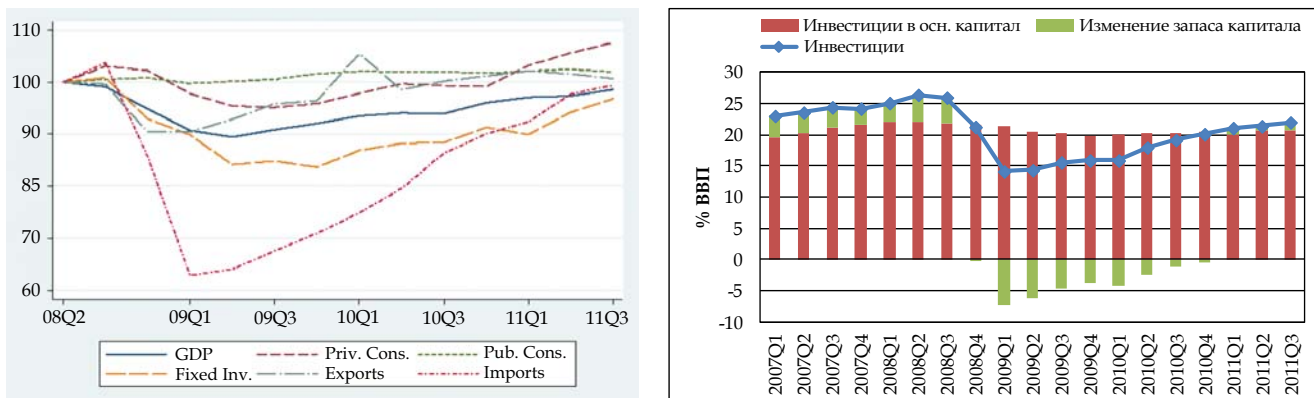 110
100
90
85
70
60
08Q2 09Q1 09Q3 10Q1 10Q3 11Q1 11Q3
GDP Priv. Cons. Pub. Cons.
Fixed Inv. Exports Imports
Инвестиции в осн. капитал Изменение запаса капитала
Инвестиции
% ВВП
30
25
20
15
10
5
0
-5
-10
2007Q1 2007Q2 2007Q3 2007Q4 2008Q1 2008Q2 2008Q3 2008Q4 2009Q1 2009Q2 2009Q3 2009Q4 2010Q1 2010Q2 2010Q3 2010Q4 2011Q1 2011Q2 2011Q3